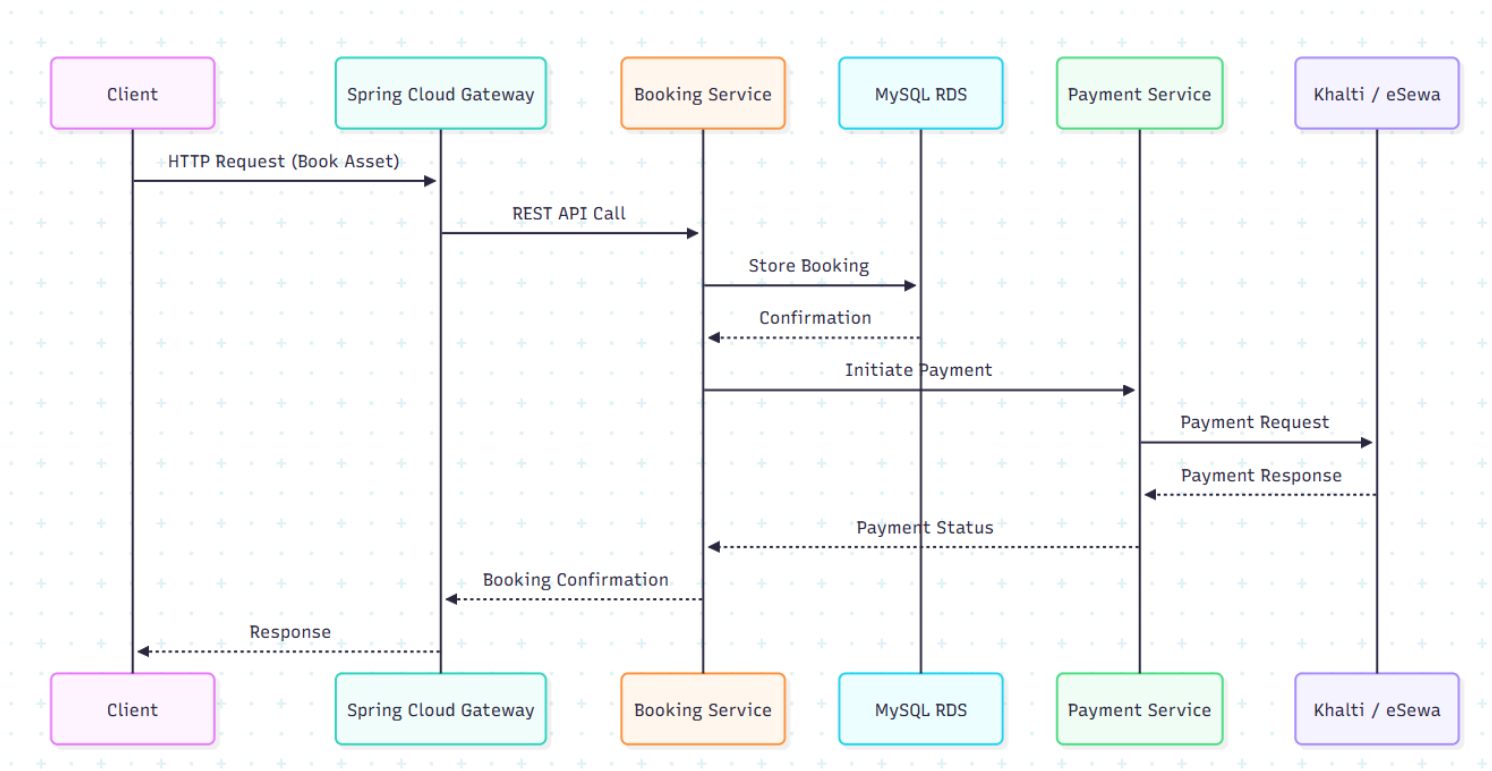 Client
Spring Cloud Gateway
Booking Service
MySQL RDS
Payment Service
Khalti / eSewa
HTTP Request (Book Asset)
REST API Call
Store Booking
Confirmation
Initiate Payment
Payment Request
Payment Response
Payment Status
Booking Confirmation
Response
Client
Spring Cloud Gateway
Booking Service
MySQL RDS
Payment Service
Khalti / eSewa